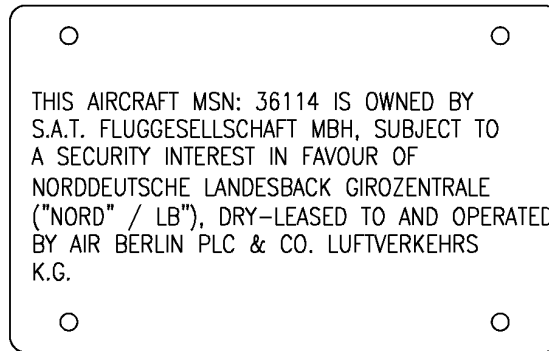 THIS AIRCRAFT MSN: 36114 IS OWNED BY
S.A.T. FLUGGESELLSCHAFT MBH, SUBJECT TO
A SECURITY INTEREST IN FAVOUR OF
NORDDEUTSCHE LANDESBACK GIROZENTRALE
("NORD" / LB"), DRY-LEASED TO AND OPERATED
BY AIR BERLIN PLC & CO. LUFTVERKEHRS
K.G.